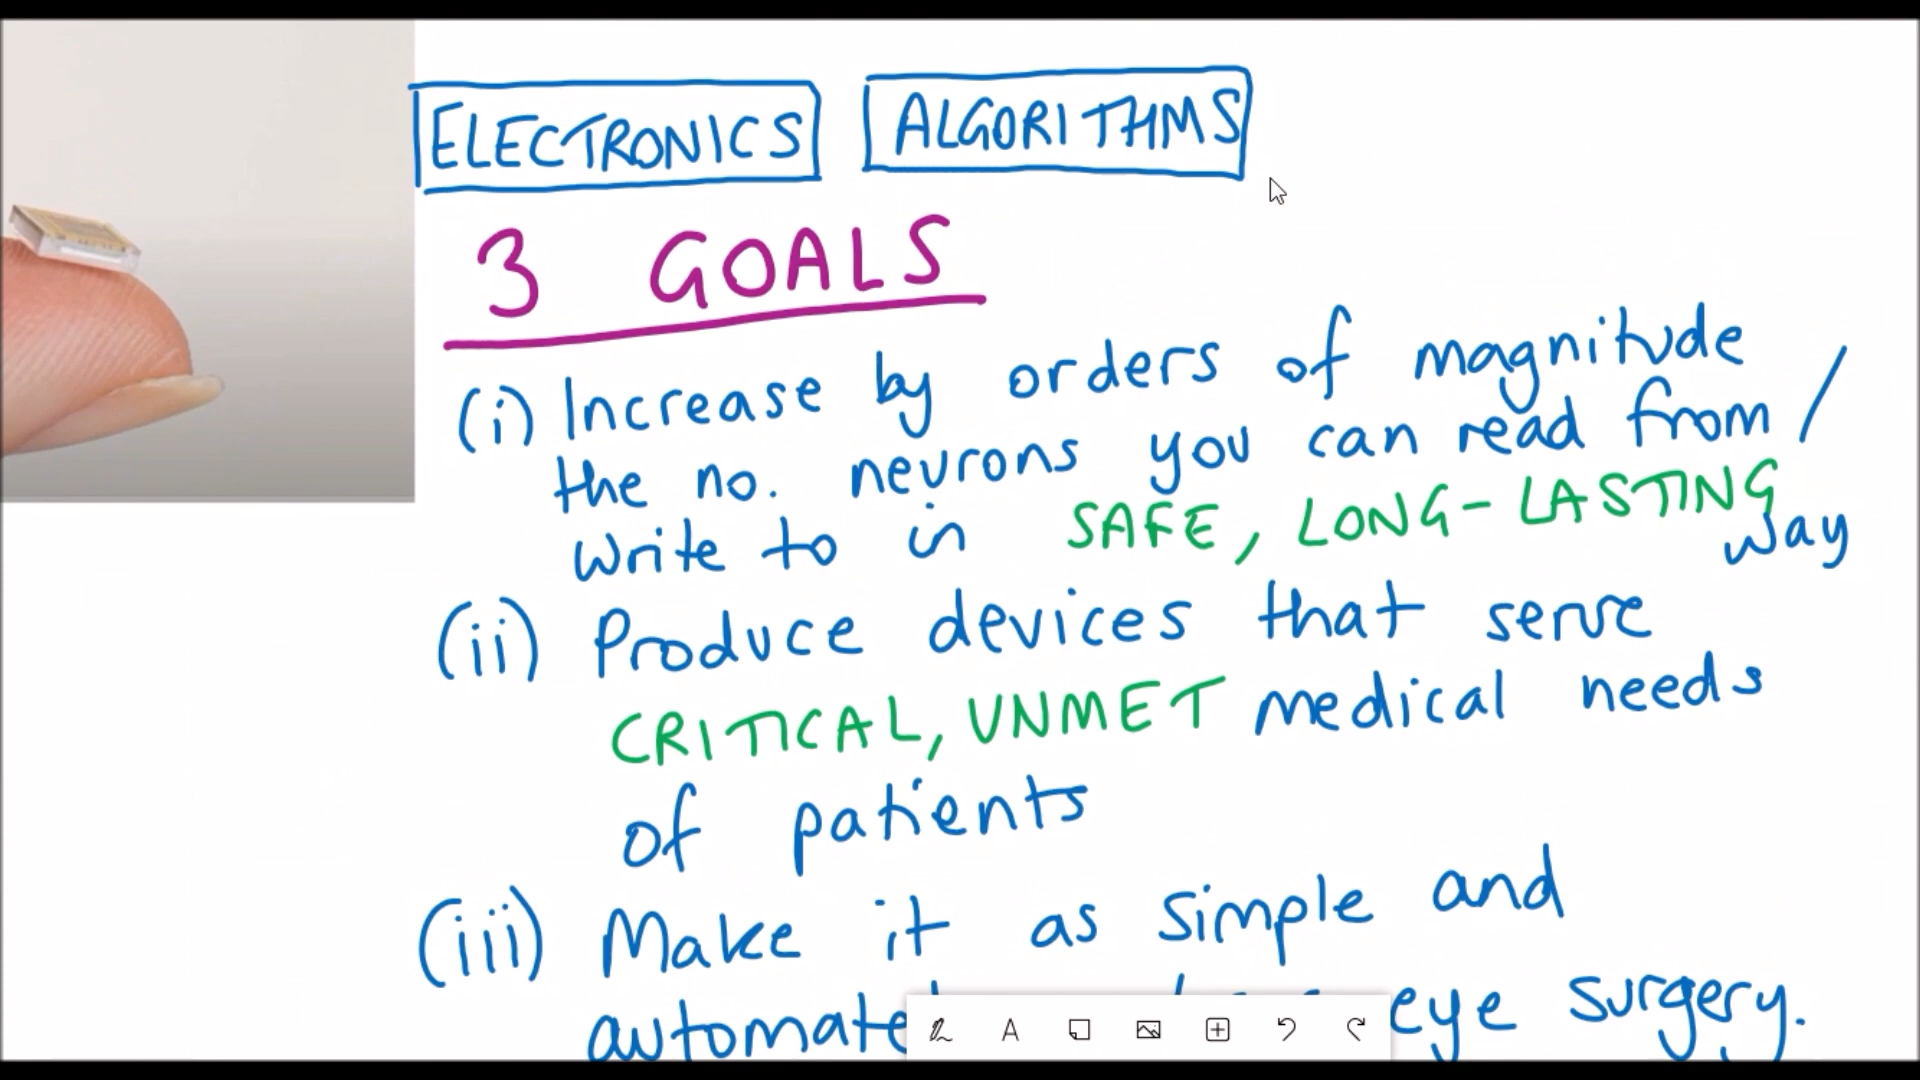 ELECTRONICS ALGORITHMS
3 GOALS
(i) Increase by orders of magnitude
the no. neurons you can read from /
write to in SAFE, LONG-LASTING
way
(ii) Produce devices that serve
CRITICAL, UNMET medical needs
of patients
(iii) Make it as simple and
eye surgery.